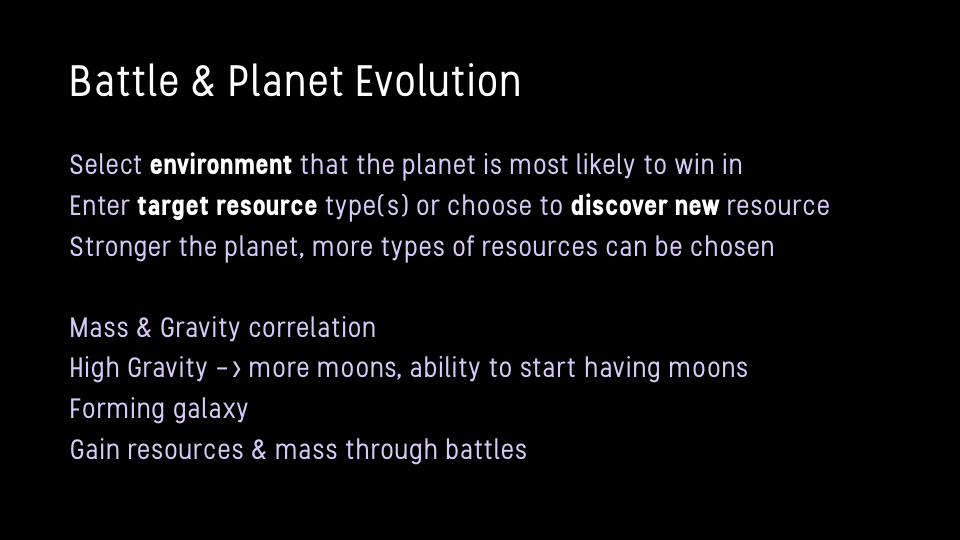 Battle & Planet Evolution
Select environment that the planet is most likely to win in
Enter target resource type(s) or choose to discover new resource
Stronger the planet, more types of resources can be chosen
Mass & Gravity correlation
High Gravity -> more moons, ability to start having moons
Forming galaxy
Gain resources & mass through battles